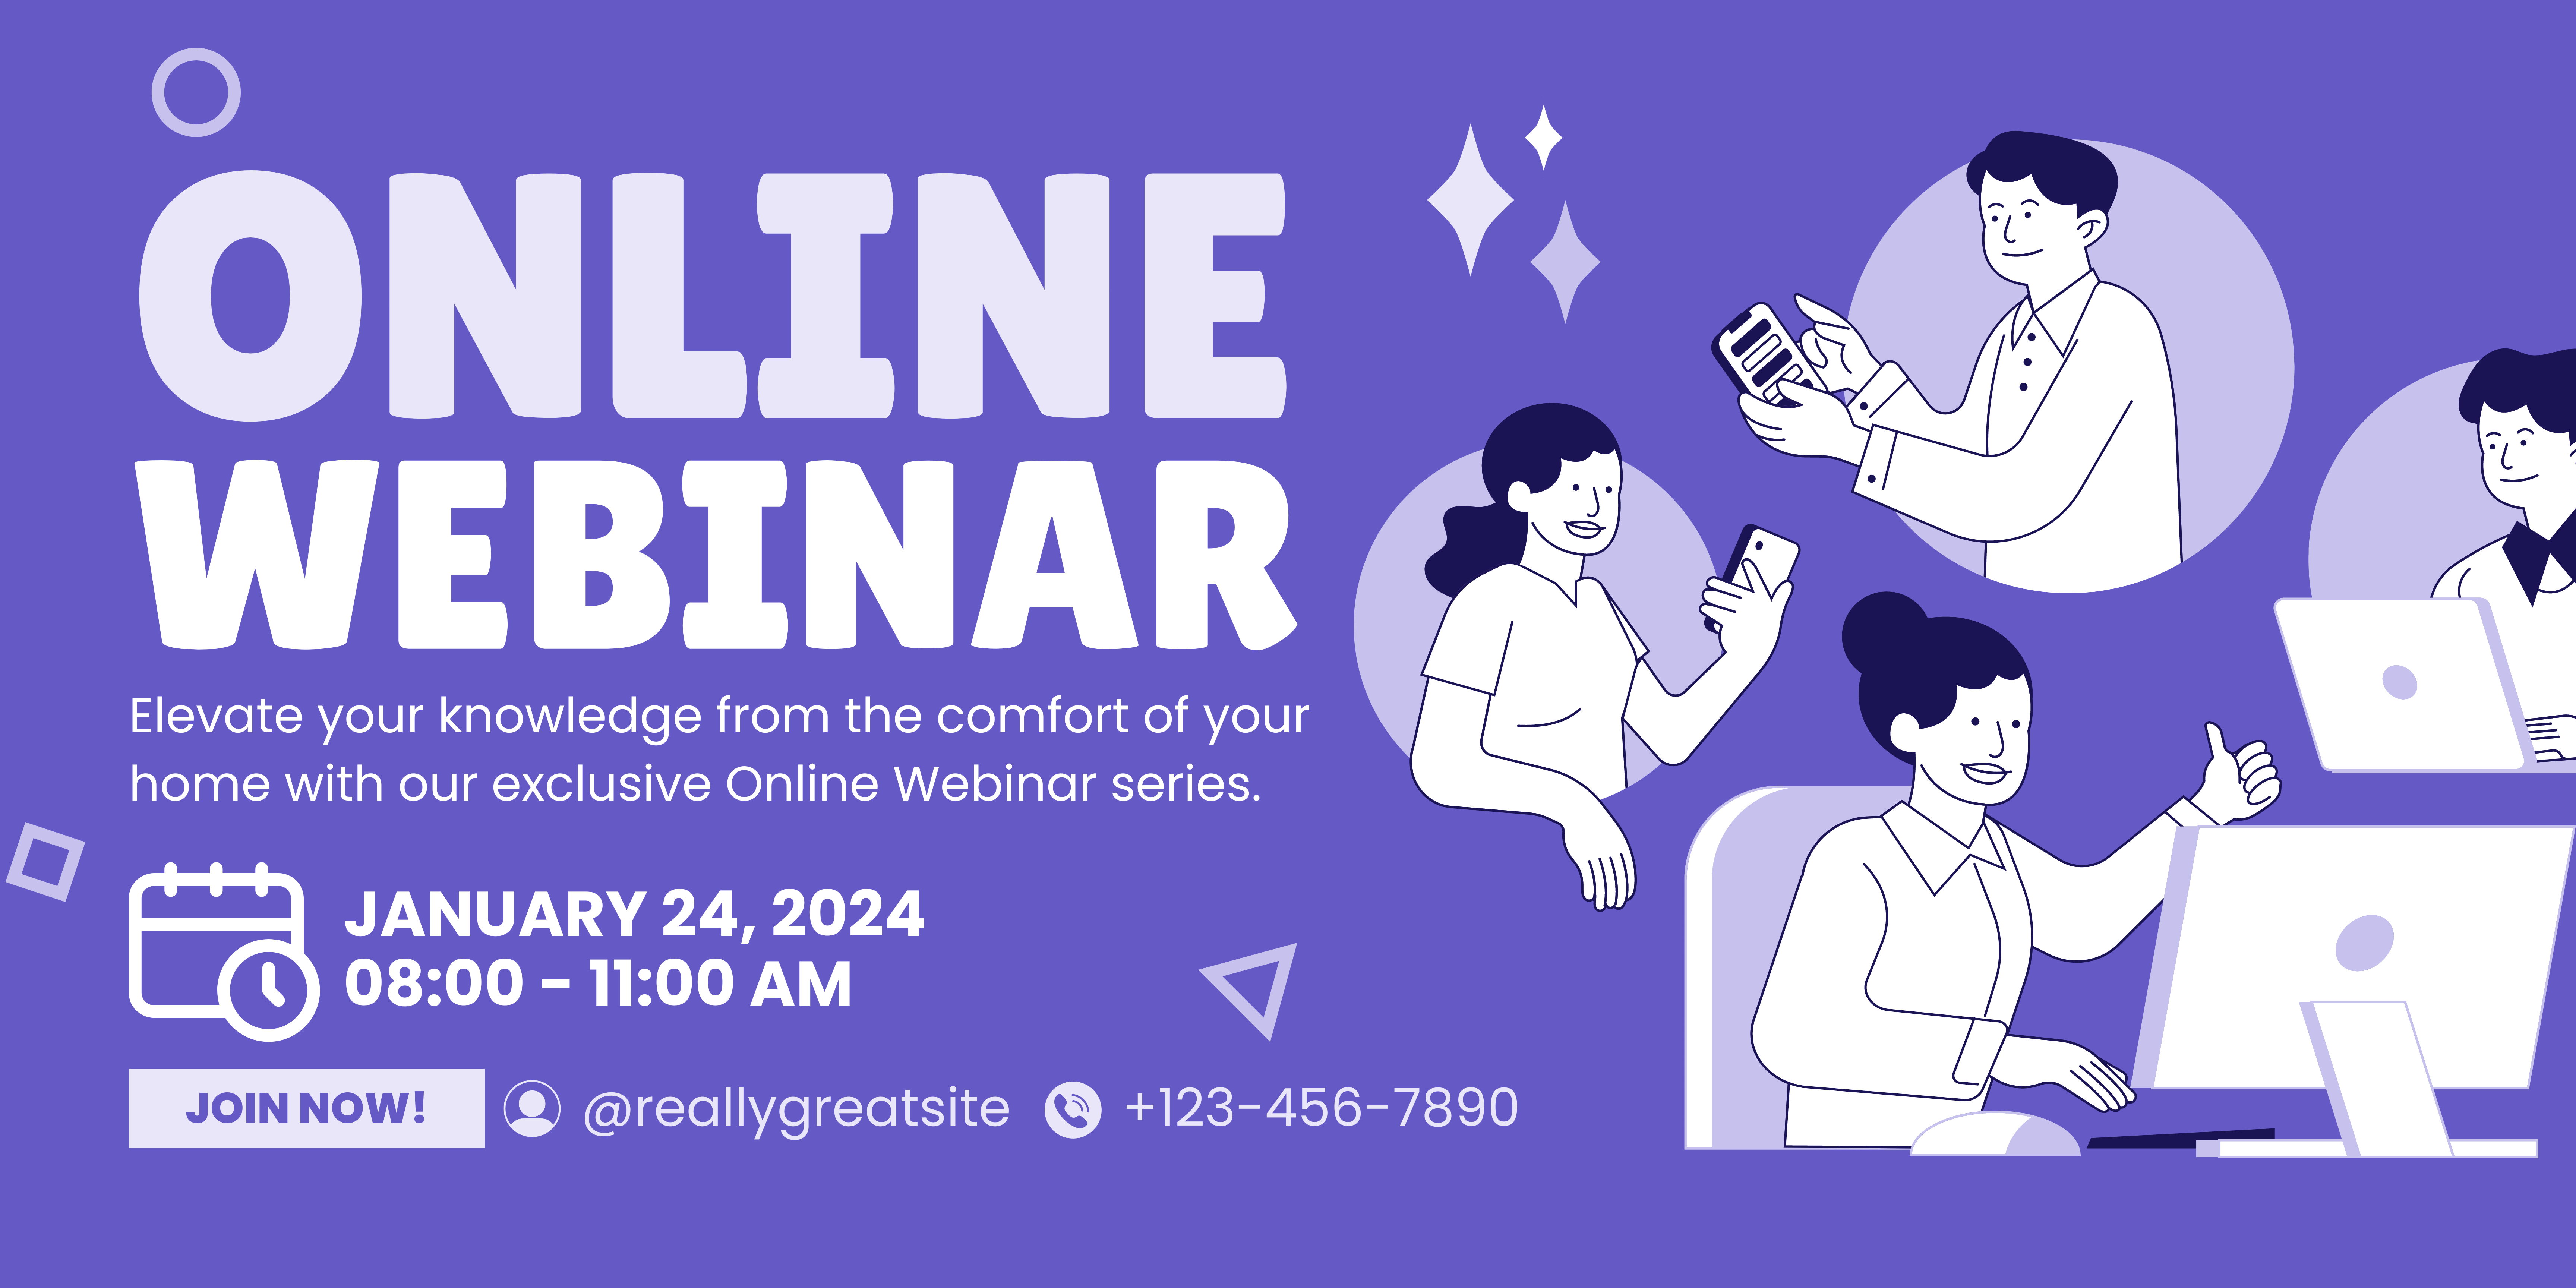 ONLINE
WEBINAR
Elevate your knowledge from the comfort of your
home with our exclusive Online Webinar series.
JANUARY 24, 2024
08:00 - 11:00 AM
JOIN NOW! @reallygreatsite +123-456-7890